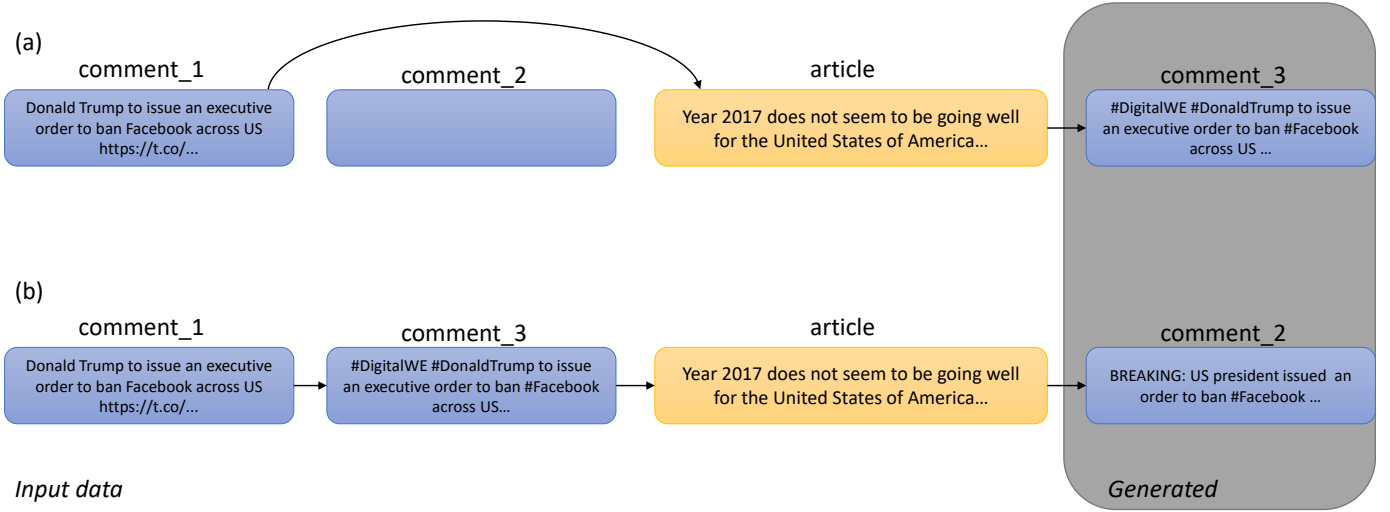 (a)
comment_1
comment_2
article
comment_3
Donald Trump to issue an executive
order to ban Facebook across US
https://t.co/...
Year 2017 does not seem to be going well
for the United States of America…
#DigitalWE #DonaldTrump to issue
an executive order to ban #Facebook
across US …
(b)
comment_1
comment_3
article
comment_2
Donald Trump to issue an executive
order to ban Facebook across US
https://t.co/...
#DigitalWE #DonaldTrump to issue
an executive order to ban #Facebook
across US…
Year 2017 does not seem to be going well
for the United States of America…
BREAKING: US president issued  an
order to ban #Facebook …
Input data
Generated